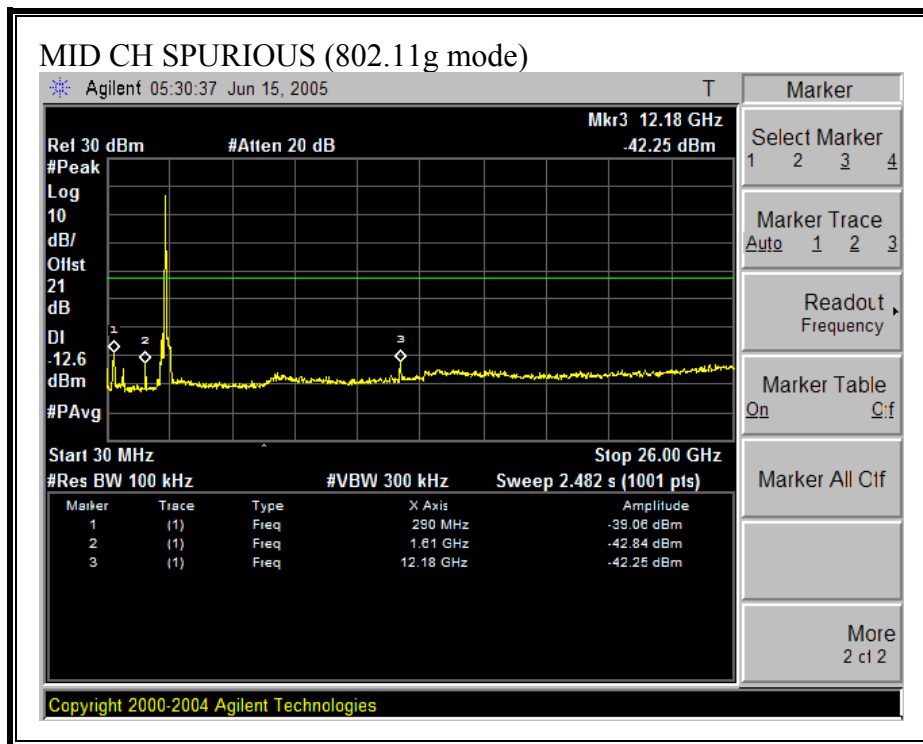 MID CH SPURIOUS (802.11g mode)
Agilent 05:30:37 Jun 15, 2005 T
Marker
Mkr3 12.18 GHz
Ref 30 dBm #Atten 20 dB -42.25 dBm
#Peak
Log
10
dB/
Offst
21
dB
DI
-12.6
dBm
#PAvg
1
2
3
Start 30 MHz Stop 26.00 GHz
#Res BW 100 kHz #VBW 300 kHz Sweep 2.482 s (1001 pts)
Marker Trace Type X Axis Amplitude
1 (1) Freq 290 MHz -39.06 dBm
2 (1) Freq 1.61 GHz -42.84 dBm
3 (1) Freq 12.18 GHz -42.25 dBm
Select Marker
1 2 3 4
Marker Trace
Auto 1 2 3
Readout
Frequency
Marker Table
On Off
Marker All Off
More
2 of 2
Copyright 2000-2004 Agilent Technologies